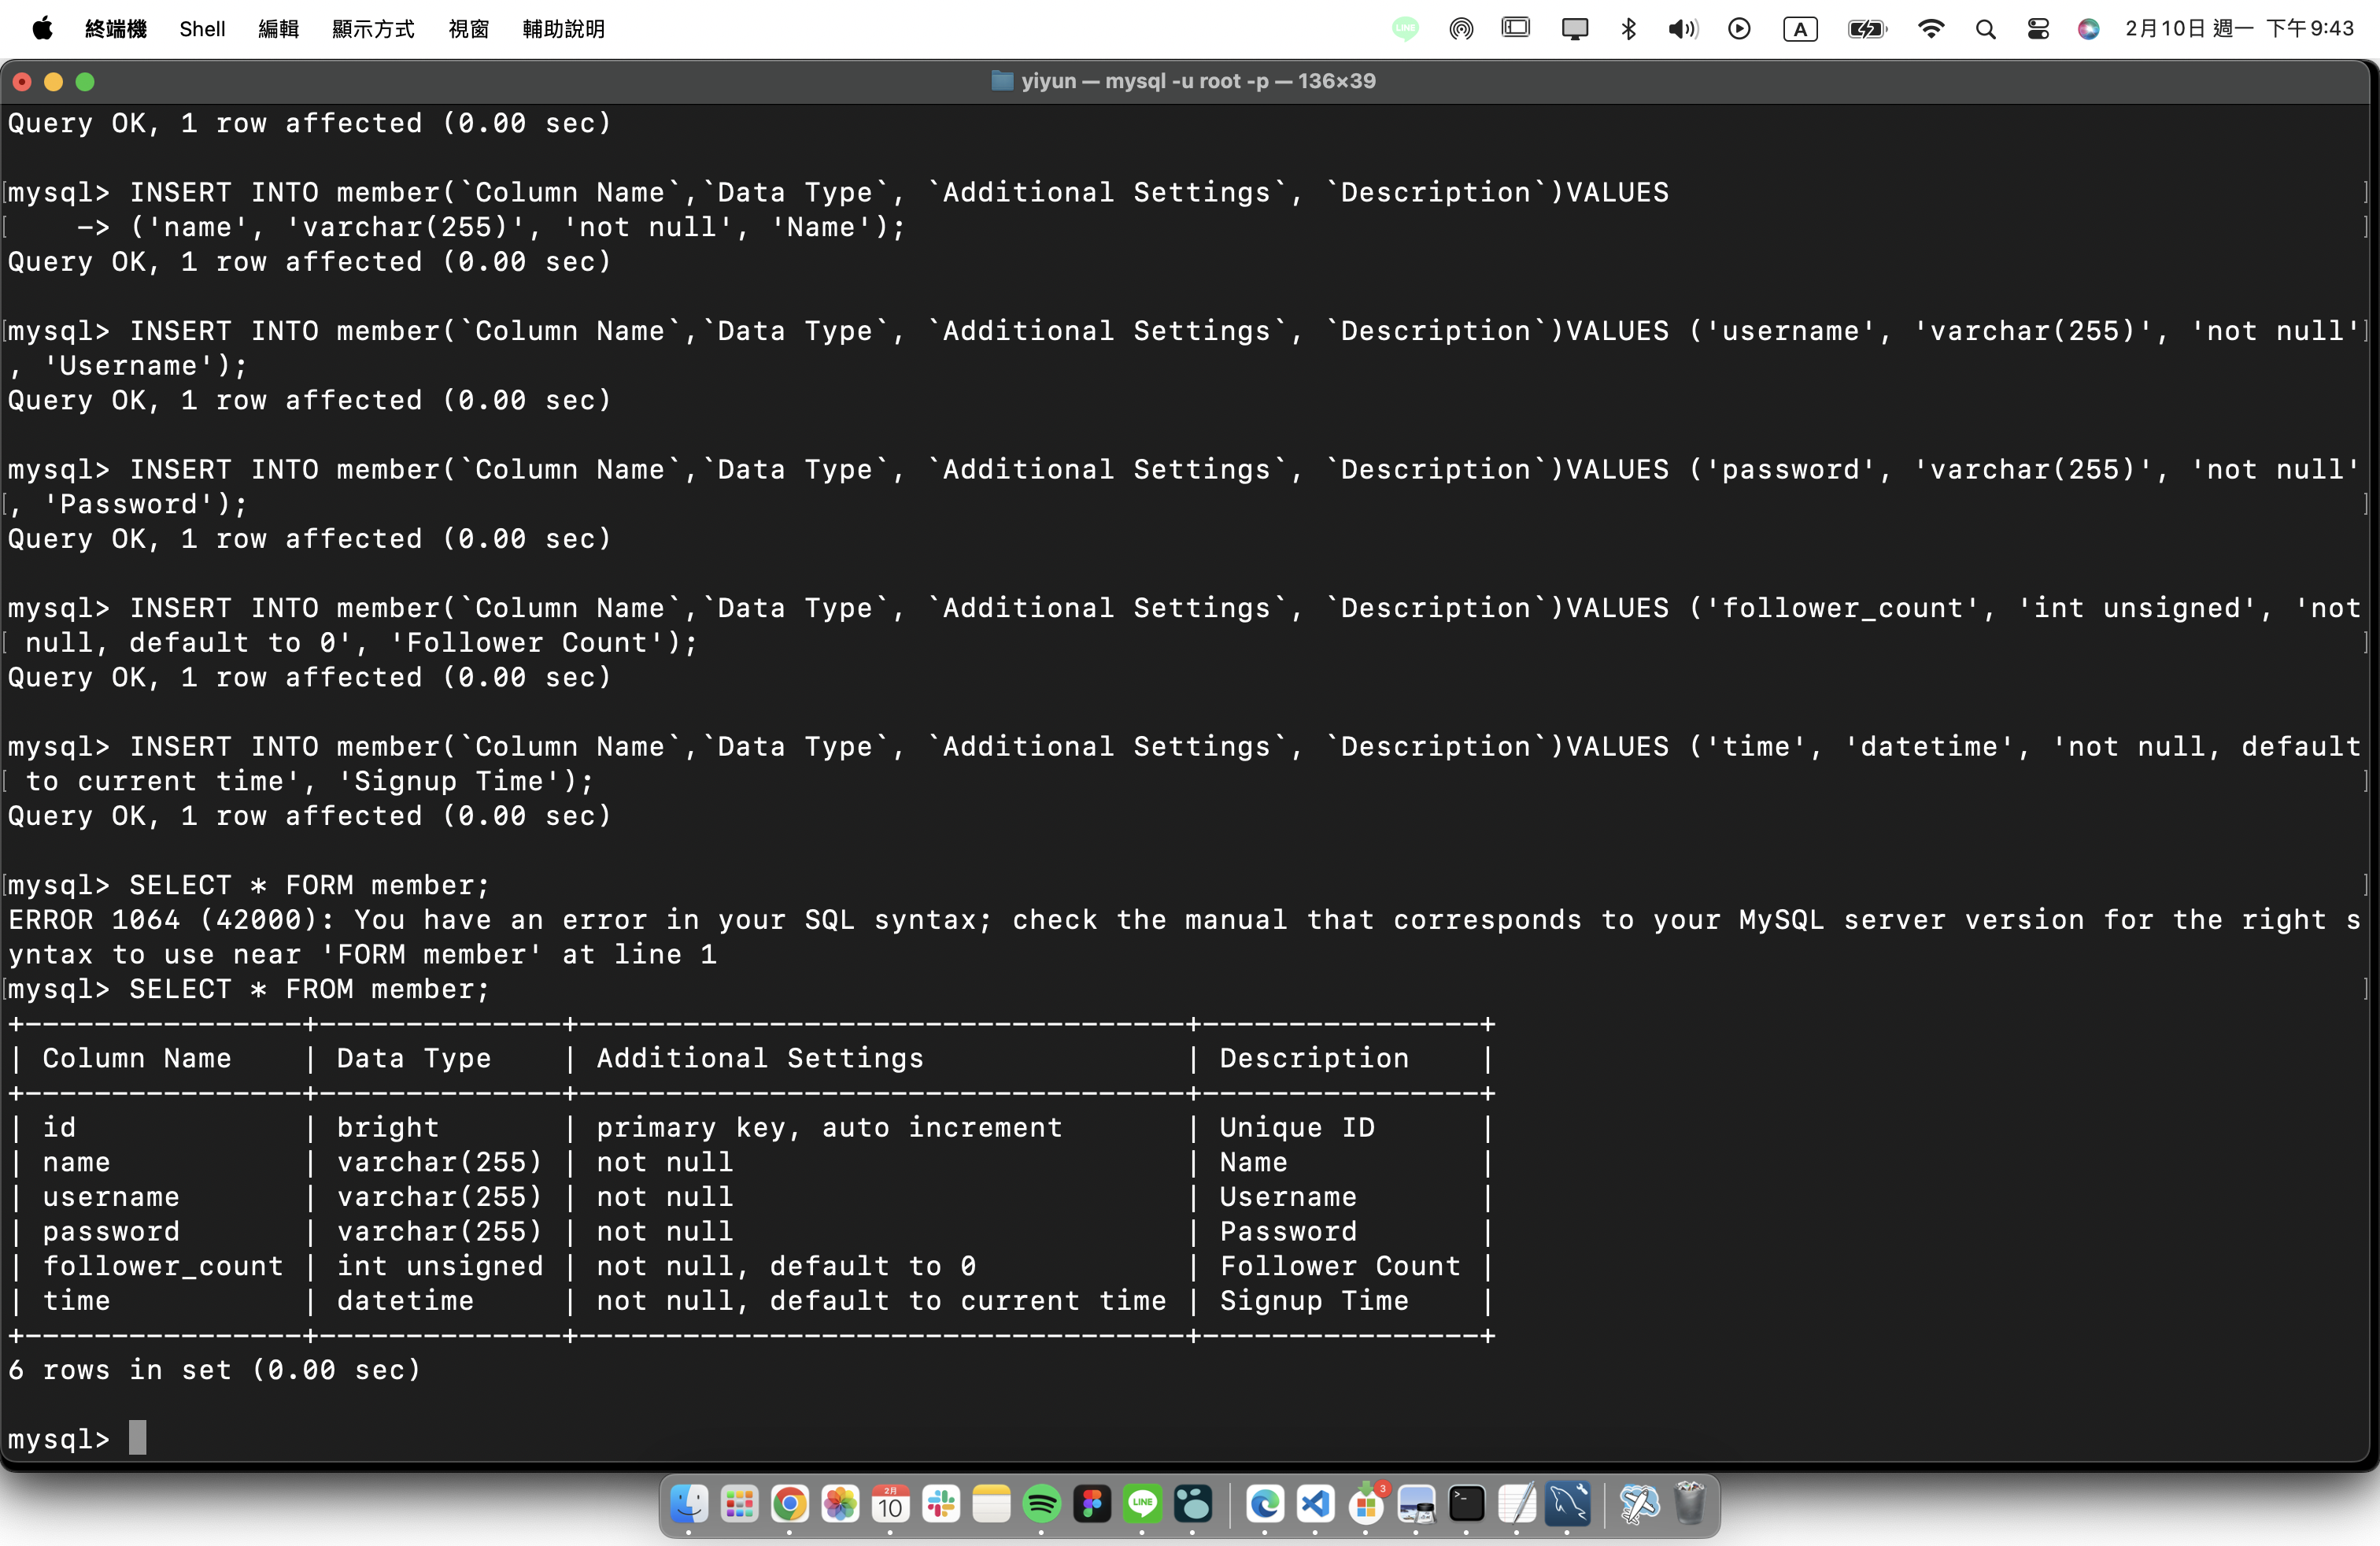 終端機 Shell 編輯 顯示方式 視窗 輔助說明 LINE A 2月10日 週一 下午9:43
yiyun — mysql -u root -p — 136×39
Query OK, 1 row affected (0.00 sec)
mysql> INSERT INTO member(`Column Name`,`Data Type`, `Additional Settings`, `Description`)VALUES
    -> ('name', 'varchar(255)', 'not null', 'Name');
Query OK, 1 row affected (0.00 sec)
mysql> INSERT INTO member(`Column Name`,`Data Type`, `Additional Settings`, `Description`)VALUES ('username', 'varchar(255)', 'not null'
, 'Username');
Query OK, 1 row affected (0.00 sec)
mysql> INSERT INTO member(`Column Name`,`Data Type`, `Additional Settings`, `Description`)VALUES ('password', 'varchar(255)', 'not null'
, 'Password');
Query OK, 1 row affected (0.00 sec)
mysql> INSERT INTO member(`Column Name`,`Data Type`, `Additional Settings`, `Description`)VALUES ('follower_count', 'int unsigned', 'not
 null, default to 0', 'Follower Count');
Query OK, 1 row affected (0.00 sec)
mysql> INSERT INTO member(`Column Name`,`Data Type`, `Additional Settings`, `Description`)VALUES ('time', 'datetime', 'not null, default
 to current time', 'Signup Time');
Query OK, 1 row affected (0.00 sec)
mysql> SELECT * FORM member;
ERROR 1064 (42000): You have an error in your SQL syntax; check the manual that corresponds to your MySQL server version for the right s
yntax to use near 'FORM member' at line 1
mysql> SELECT * FROM member;
+----------------+--------------+-----------------------------------+----------------+
| Column Name    | Data Type    | Additional Settings               | Description    |
+----------------+--------------+-----------------------------------+----------------+
| id             | bright       | primary key, auto increment       | Unique ID      |
| name           | varchar(255) | not null                          | Name           |
| username       | varchar(255) | not null                          | Username       |
| password       | varchar(255) | not null                          | Password       |
| follower_count | int unsigned | not null, default to 0            | Follower Count |
| time           | datetime     | not null, default to current time | Signup Time    |
+----------------+--------------+-----------------------------------+----------------+
6 rows in set (0.00 sec)
mysql>
2月
10
LINE
3